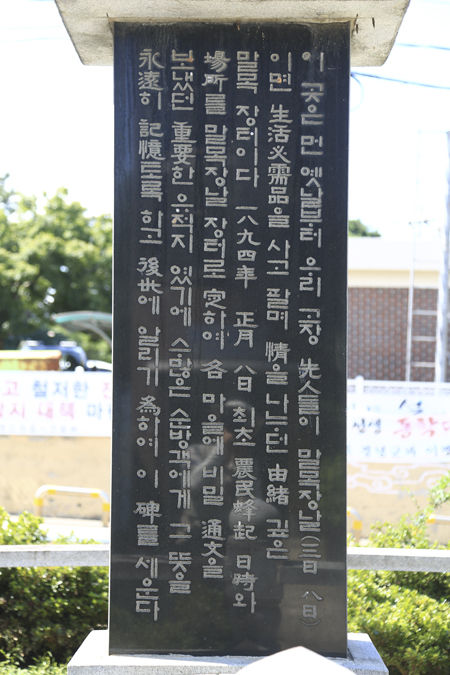 이 곳은 먼 옛날부터 우리 고장 先人들이 말목장날(三日 八日)
이면 生活必需品을 사고 팔며 情을 나누던 由緖 깊은
말목 장터이다 一八九四年 正月 八日 최초 農民蜂起 日時와
場所를 말목장날 장터로 定하여 각 마을에 비밀 通文을
보냈던 重要한 유적지 였기에 수많은 순방객에게 그 뜻을
永遠히 記憶토록 하고 後世에 알리기 爲하여 이 碑를 세운다